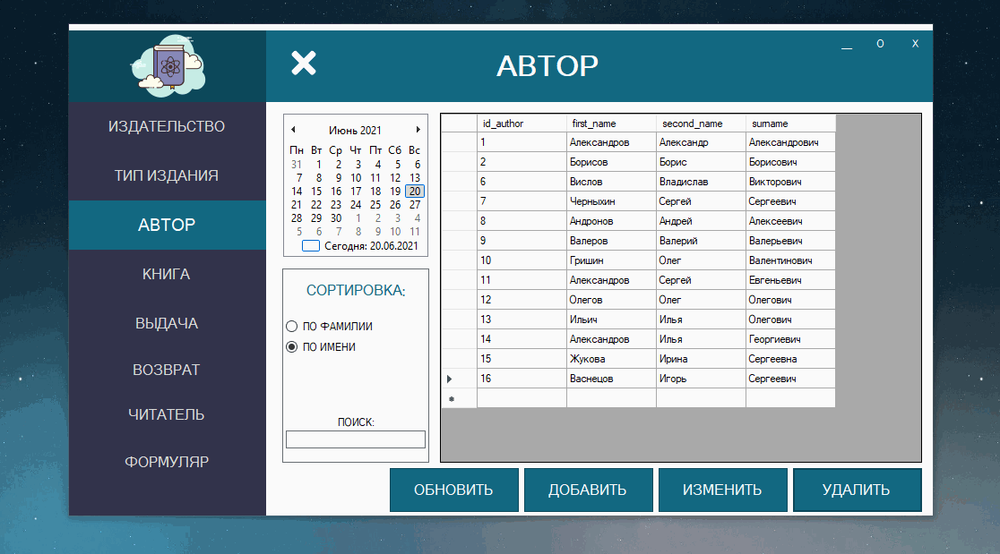 АВТОР
_ O X
ИЗДАТЕЛЬСТВО
ТИП ИЗДАНИЯ
АВТОР
КНИГА
ВЫДАЧА
ВОЗВРАТ
ЧИТАТЕЛЬ
ФОРМУЛЯР
Июнь 2021
Пн Вт Ср Чт Пт Сб Вс
31 1 2 3 4 5 6
7 8 9 10 11 12 13
14 15 16 17 18 19 20
21 22 23 24 25 26 27
28 29 30 1 2 3 4
5 6 7 8 9 10 11
Сегодня: 20.06.2021
СОРТИРОВКА:
ПО ФАМИЛИИ
ПО ИМЕНИ
ПОИСК:
id_author first_name second_name surname
1 Александров Александр Александрович
2 Борисов Борис Борисович
6 Вислов Владислав Викторович
7 Черныхин Сергей Сергеевич
8 Андронов Андрей Алексеевич
9 Валеров Валерий Валерьевич
10 Гришин Олег Валентинович
11 Александров Сергей Евгеньевич
12 Олегов Олег Олегович
13 Ильич Илья Олегович
14 Александров Илья Георгиевич
15 Жукова Ирина Сергеевна
16 Васнецов Игорь Сергеевич
ОБНОВИТЬ ДОБАВИТЬ ИЗМЕНИТЬ УДАЛИТЬ